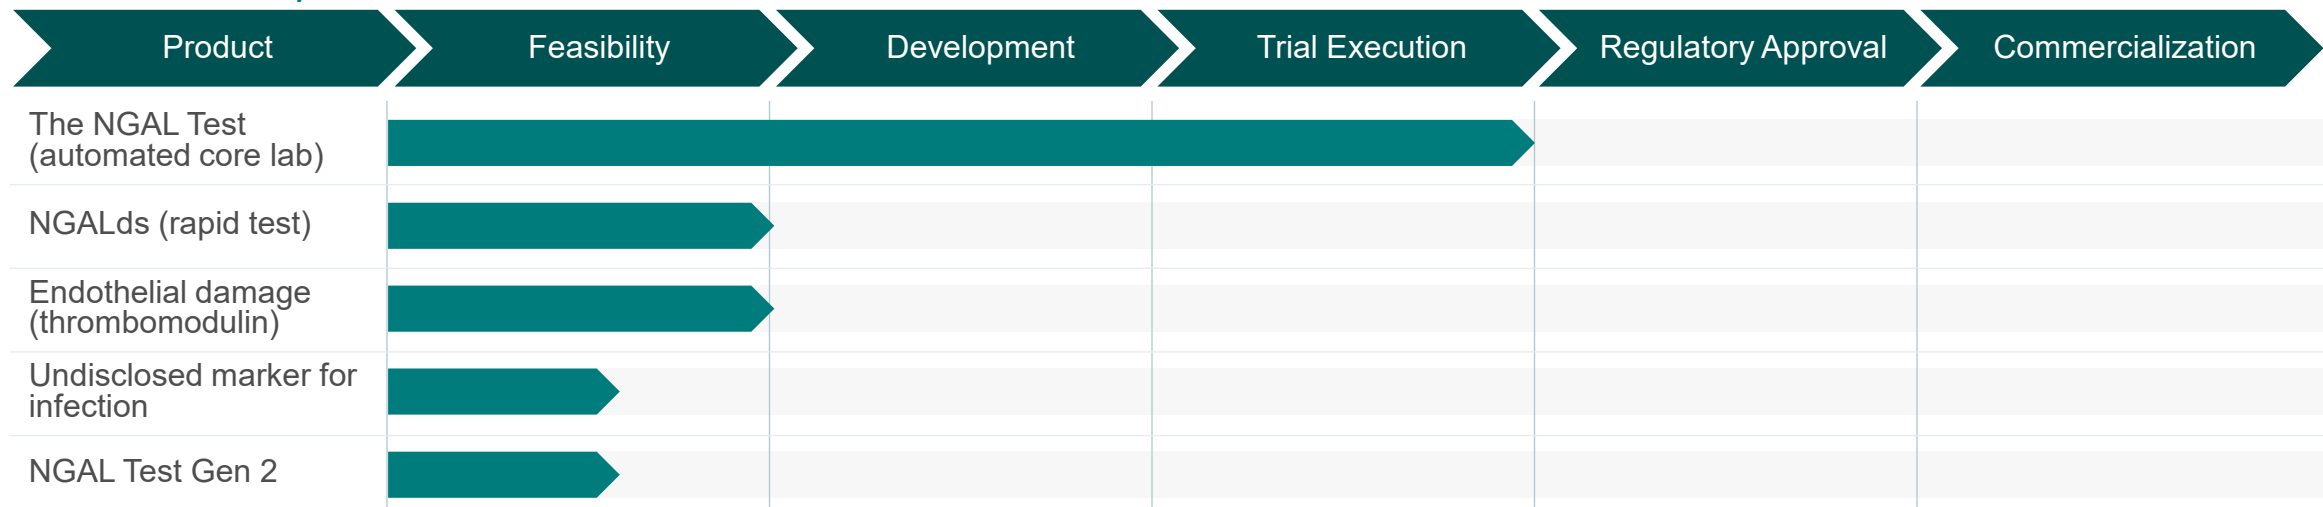 Product
Feasibility
Development
Trial Execution
Regulatory Approval
Commercialization
The NGAL Test
(automated core lab)
NGALds (rapid test)
Endothelial damage
(thrombomodulin)
Undisclosed marker for
infection
NGAL Test Gen 2